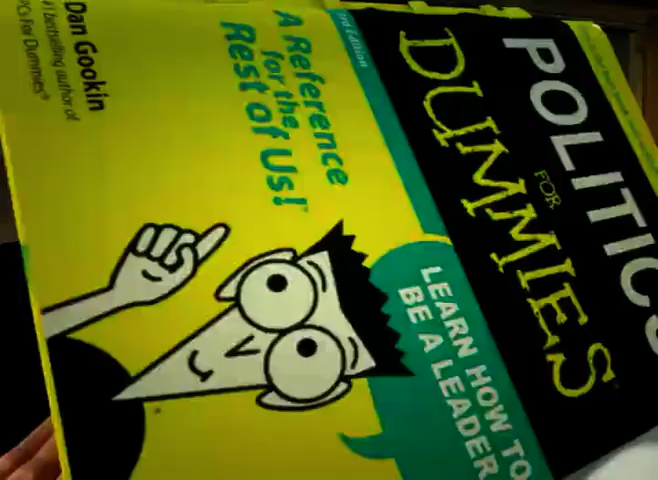 POLITICS
FOR
DUMMIES
3rd Edition
LEARN HOW TO
BE A LEADER
A Reference
for the
Rest of Us!
Dan Gookin
#1 bestselling author of
PCs For Dummies®